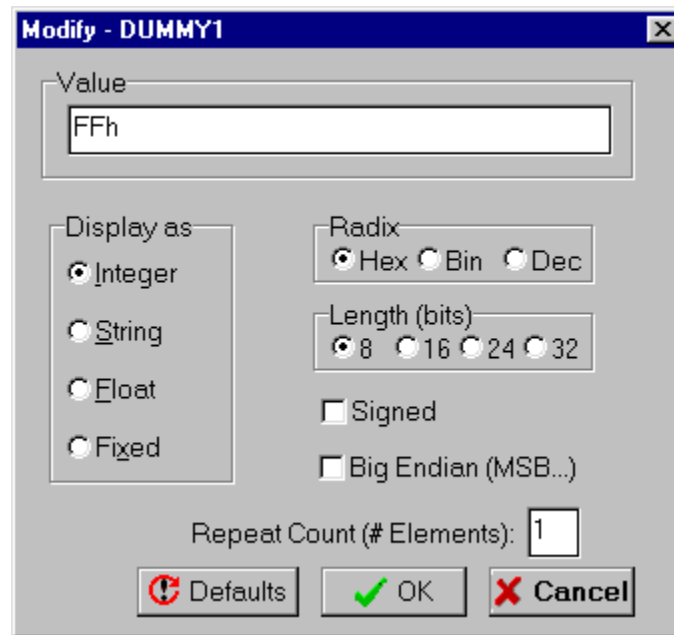 Modify - DUMMY1
Value
FFh
Display as
Integer
String
Float
Fixed
Radix
Hex Bin Dec
Length (bits)
8 16 24 32
Signed
Big Endian (MSB...)
Repeat Count (# Elements): 1
Defaults OK Cancel